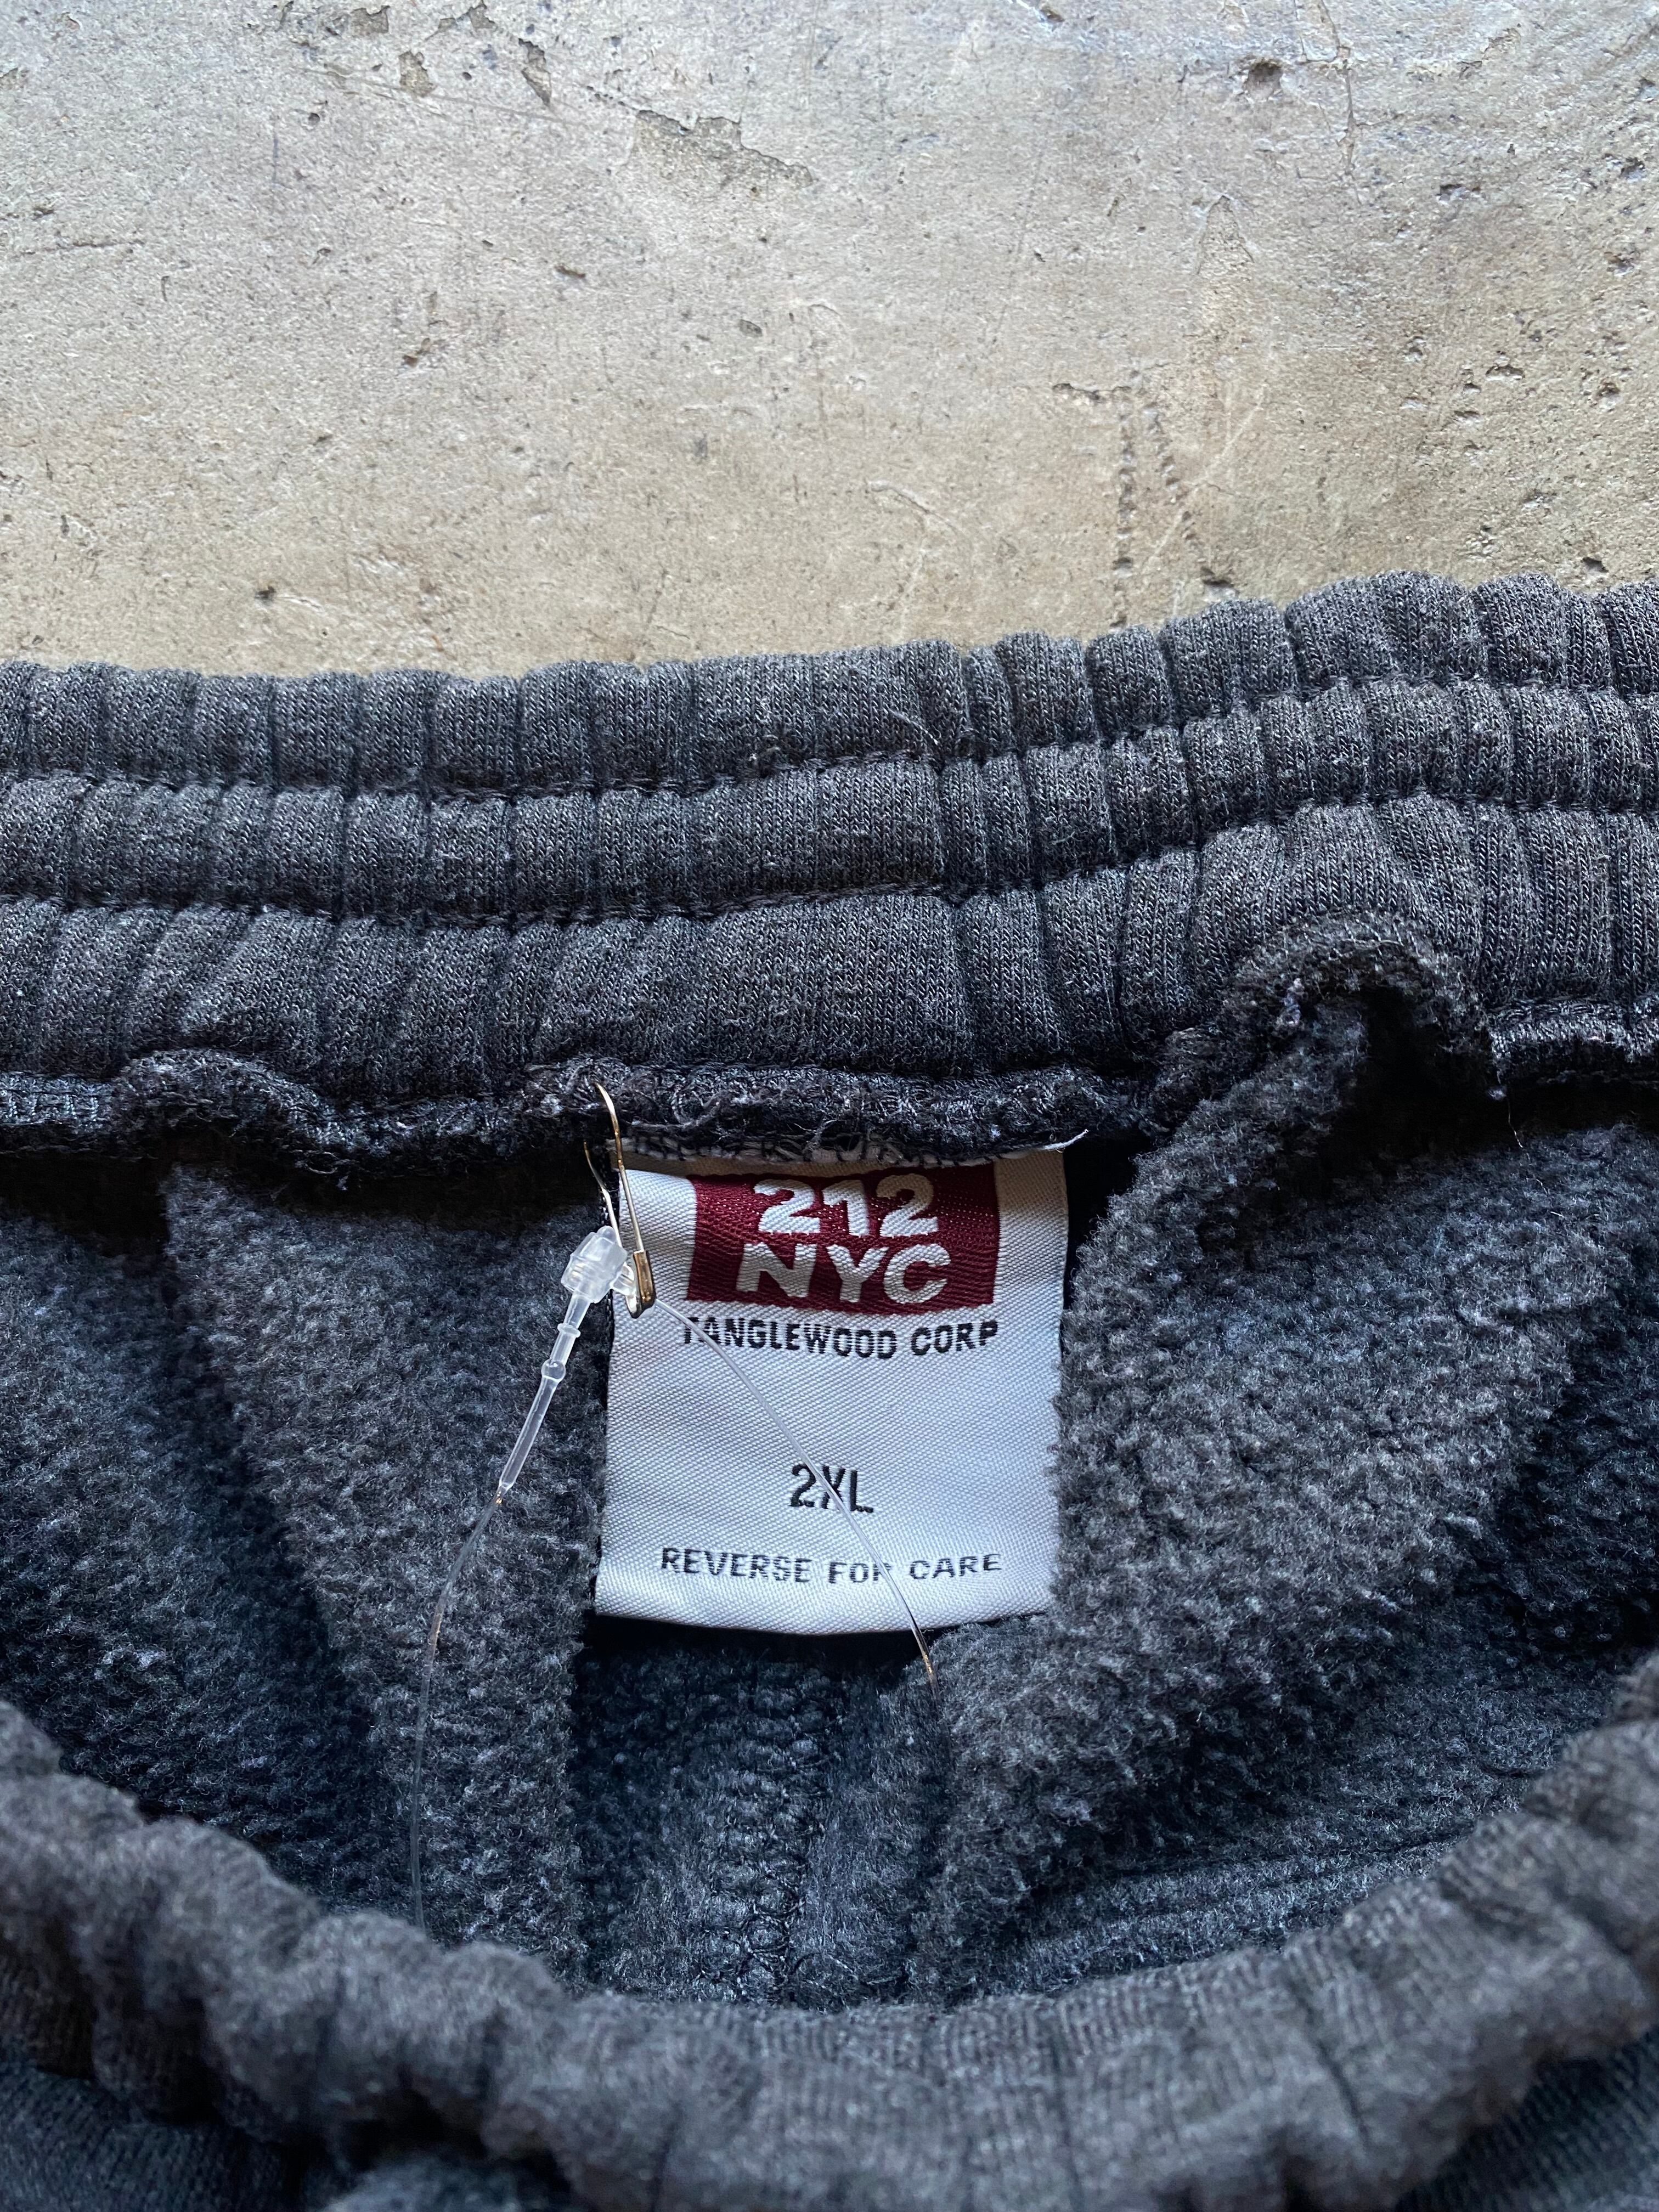 212
NYC
TANGLEWOOD CORP
2XL
REVERSE FOR CARE